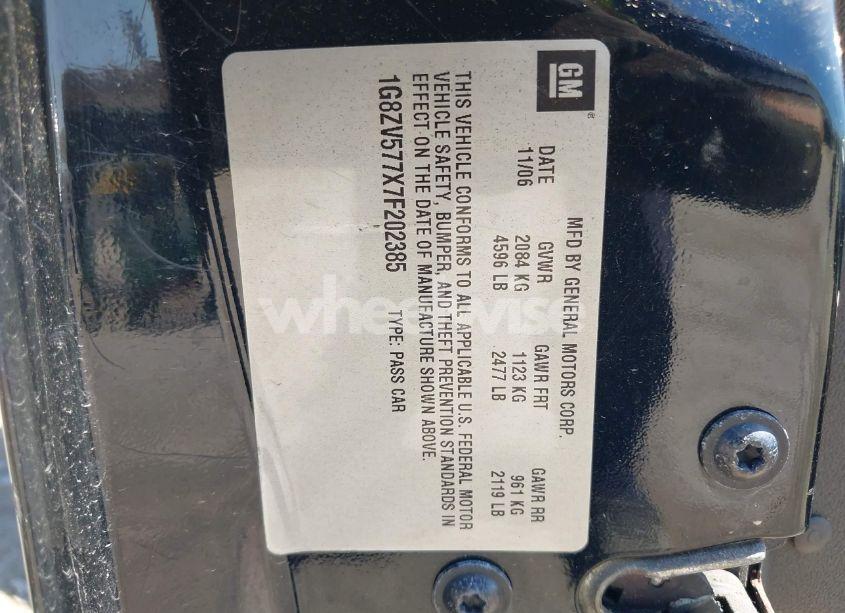 GM
MFD BY GENERAL MOTORS CORP.
DATE GVWR GAWR FRT GAWR RR
11/06 2084 KG 1123 KG 961 KG
4596 LB 2477 LB 2119 LB
THIS VEHICLE CONFORMS TO ALL APPLICABLE U.S. FEDERAL MOTOR
VEHICLE SAFETY, BUMPER, AND THEFT PREVENTION STANDARDS IN
EFFECT ON THE DATE OF MANUFACTURE SHOWN ABOVE.
1G8ZV577X7F202385 TYPE: PASS CAR
wheelwise